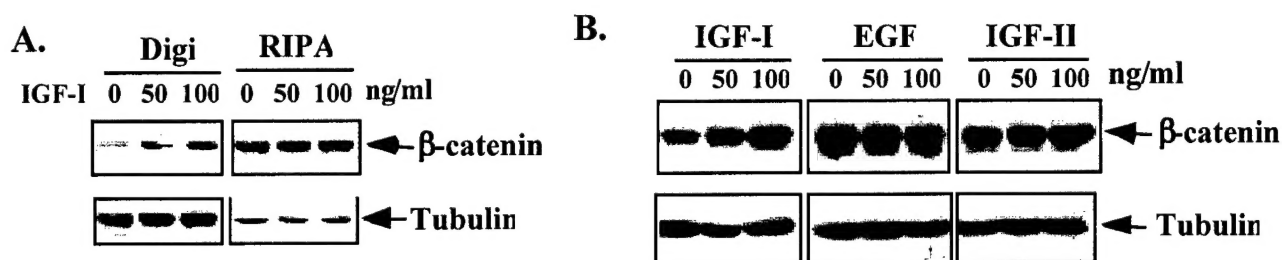 A.
Digi RIPA
IGF-I 0 50 100 0 50 100 ng/ml
β-catenin
Tubulin
B.
IGF-I EGF IGF-II
0 50 100 0 50 100 0 50 100 ng/ml
β-catenin
Tubulin